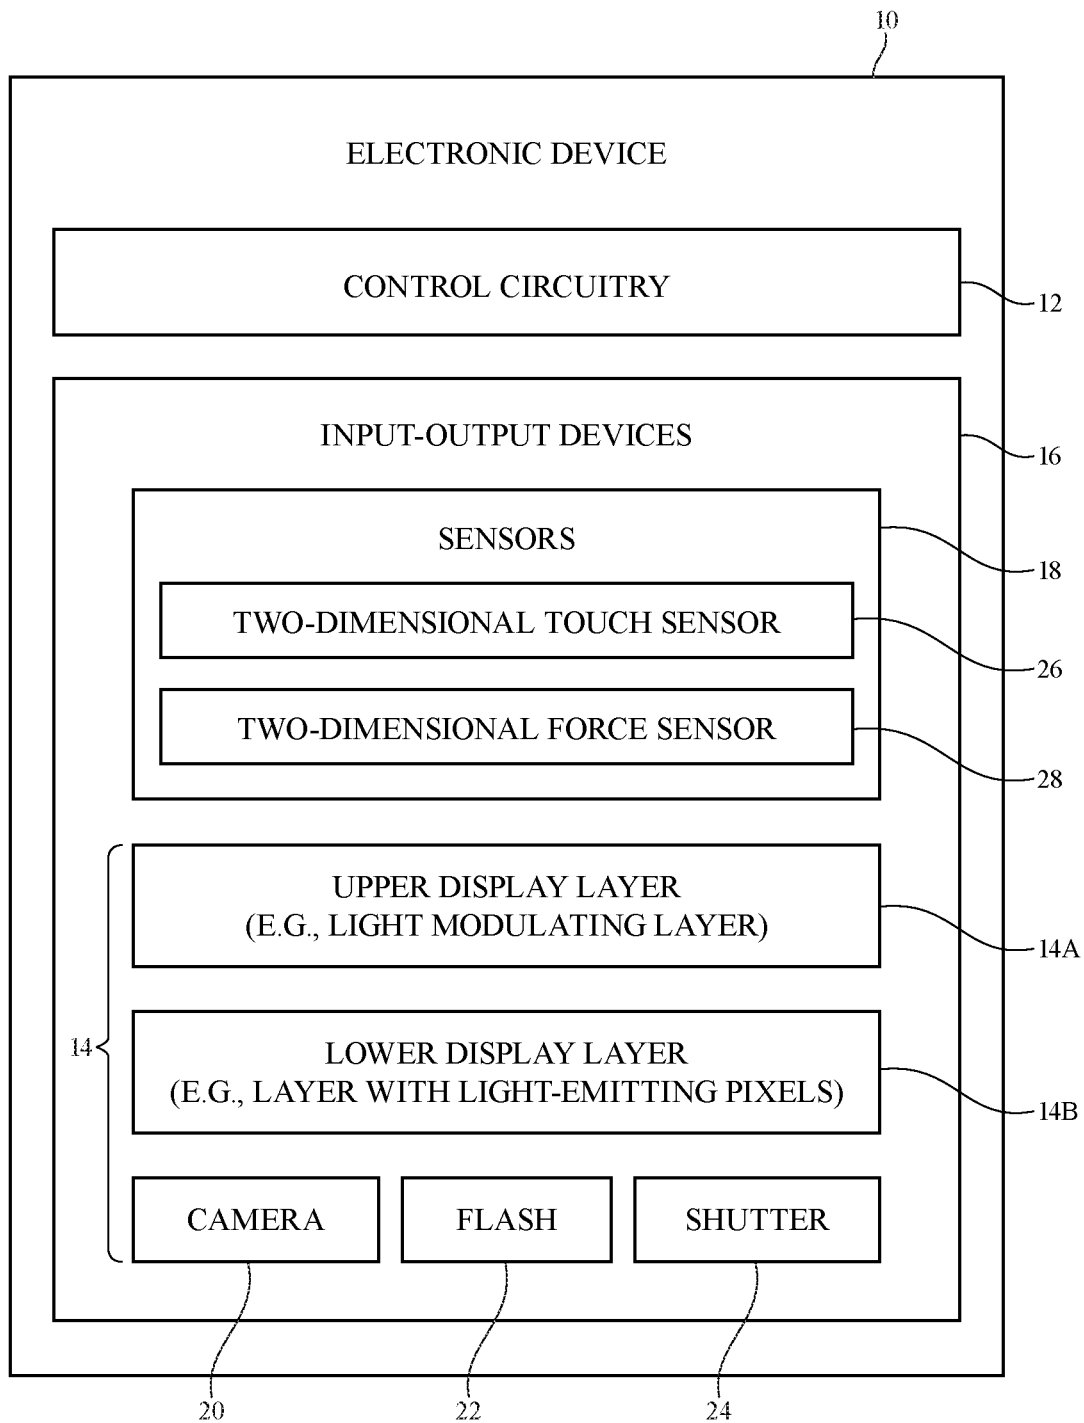 10
ELECTRONIC DEVICE
CONTROL CIRCUITRY
12
INPUT-OUTPUT DEVICES
16
SENSORS
18
TWO-DIMENSIONAL TOUCH SENSOR
26
TWO-DIMENSIONAL FORCE SENSOR
28
UPPER DISPLAY LAYER
(E.G., LIGHT MODULATING LAYER)
14A
14
LOWER DISPLAY LAYER
(E.G., LAYER WITH LIGHT-EMITTING PIXELS)
14B
CAMERA FLASH SHUTTER
20 22 24